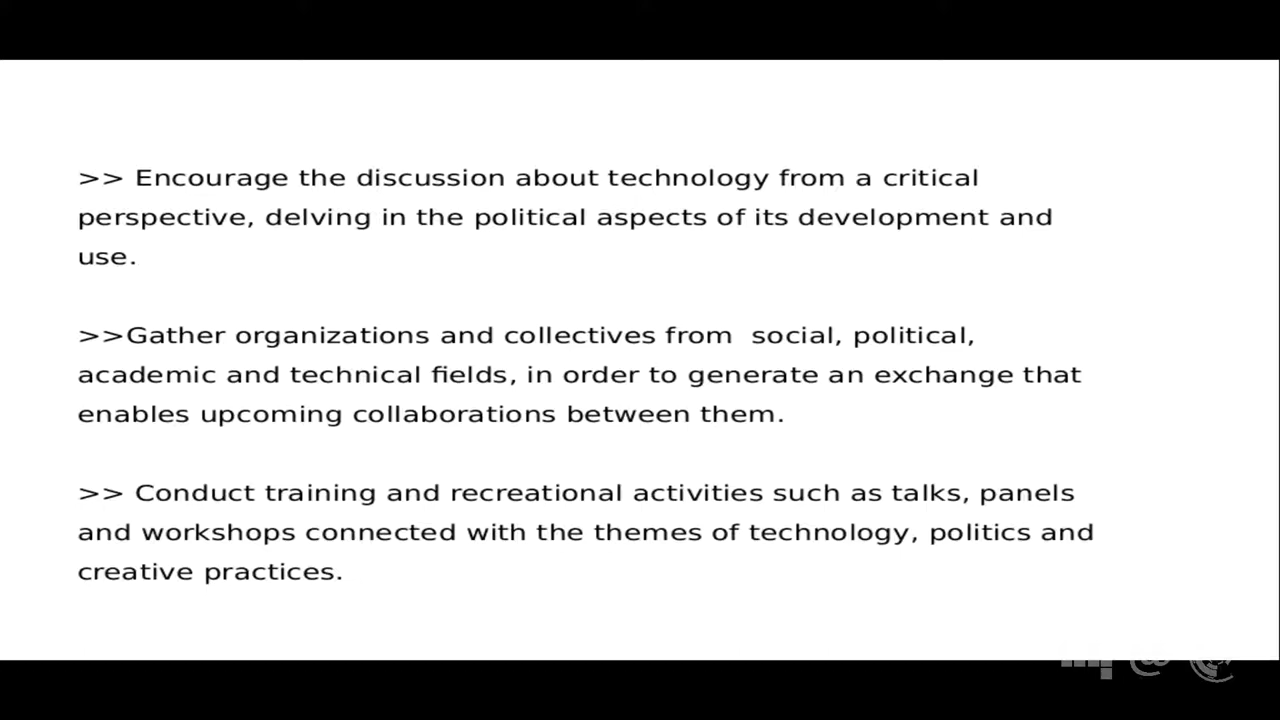 >> Encourage the discussion about technology from a critical
perspective, delving in the political aspects of its development and
use.
>>Gather organizations and collectives from  social, political,
academic and technical fields, in order to generate an exchange that
enables upcoming collaborations between them.
>> Conduct training and recreational activities such as talks, panels
and workshops connected with the themes of technology, politics and
creative practices.